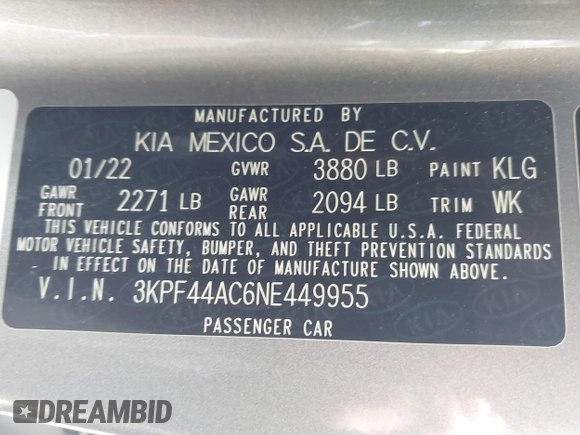 MANUFACTURED BY
KIA MEXICO S.A. DE C.V.
01/22 GVWR 3880 LB PAINT KLG
GAWR FRONT 2271 LB GAWR REAR 2094 LB TRIM WK
THIS VEHICLE CONFORMS TO ALL APPLICABLE U.S.A. FEDERAL
MOTOR VEHICLE SAFETY, BUMPER, AND THEFT PREVENTION STANDARDS
IN EFFECT ON THE DATE OF MANUFACTURE SHOWN ABOVE.
V.I.N. 3KPF44AC6NE449955
PASSENGER CAR
DREAMBID